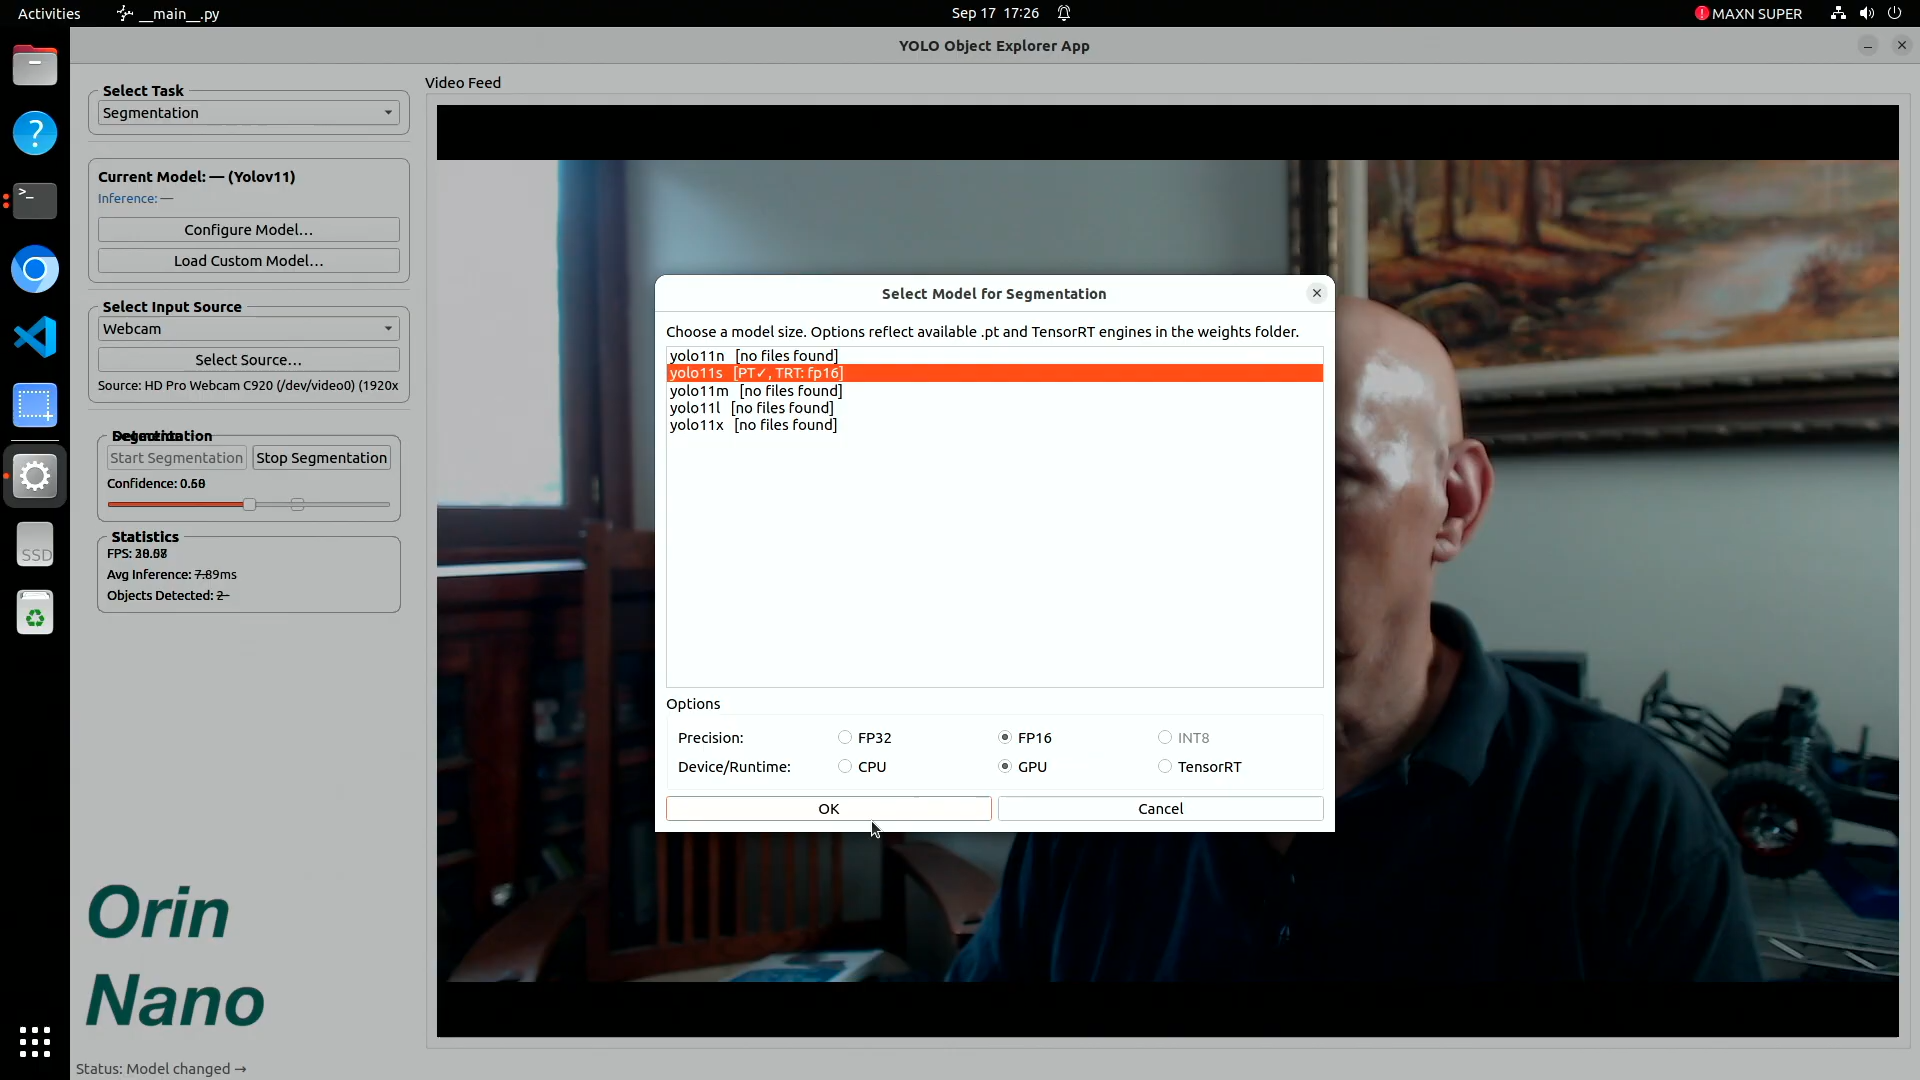 Activities
__main__.py
Sep 17 17:26
MAXN SUPER
YOLO Object Explorer App
Select Task
Segmentation
Current Model: — (Yolov11)
Inference: —
Configure Model…
Load Custom Model…
Select Input Source
Webcam
Select Source…
Source: HD Pro Webcam C920 (/dev/video0) (1920x
Start Segmentation
Stop Segmentation
Confidence:
Statistics
FPS:
Avg Inference:
Objects Detected:
Orin
Nano
Status: Model changed →
Video Feed
Select Model for Segmentation
Choose a model size. Options reflect available .pt and TensorRT engines in the weights folder.
yolo11n [no files found]
yolo11s [PT✓, TRT: fp16]
yolo11m [no files found]
yolo11l [no files found]
yolo11x [no files found]
Options
Precision: FP32 FP16 INT8
Device/Runtime: CPU GPU TensorRT
OK
Cancel
SSD